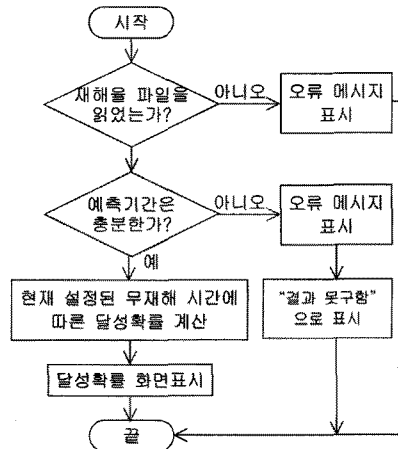 시작
재해율 파일을
읽었는가?
아니오
오류 메시지
표시
예측기간은
충분한가?
아니오
오류 메시지
표시
예
현재 설정된 무재해 시간에
따른 달성확률 계산
"결과 못구함"
으로 표시
달성확률 화면표시
끝